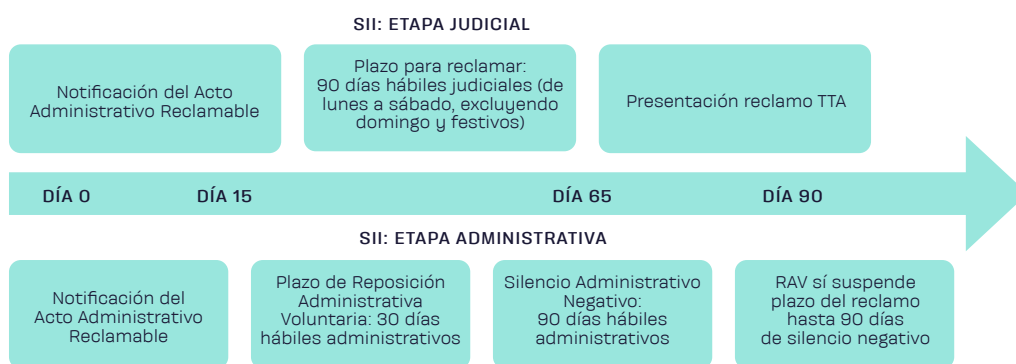 SII: ETAPA JUDICIAL
Notificación del Acto
Administrativo Reclamable
Plazo para reclamar:
90 días hábiles judiciales (de
lunes a sábado, excluyendo
domingo y festivos)
Presentación reclamo TTA
DÍA 0
DÍA 15
DÍA 65
DÍA 90
SII: ETAPA ADMINISTRATIVA
Notificación del
Acto Administrativo
Reclamable
Plazo de Reposición
Administrativa
Voluntaria: 30 días
hábiles administrativos
Silencio Administrativo
Negativo:
90 días hábiles
administrativos
RAV sí suspende
plazo del reclamo
hasta 90 días
de silencio negativo